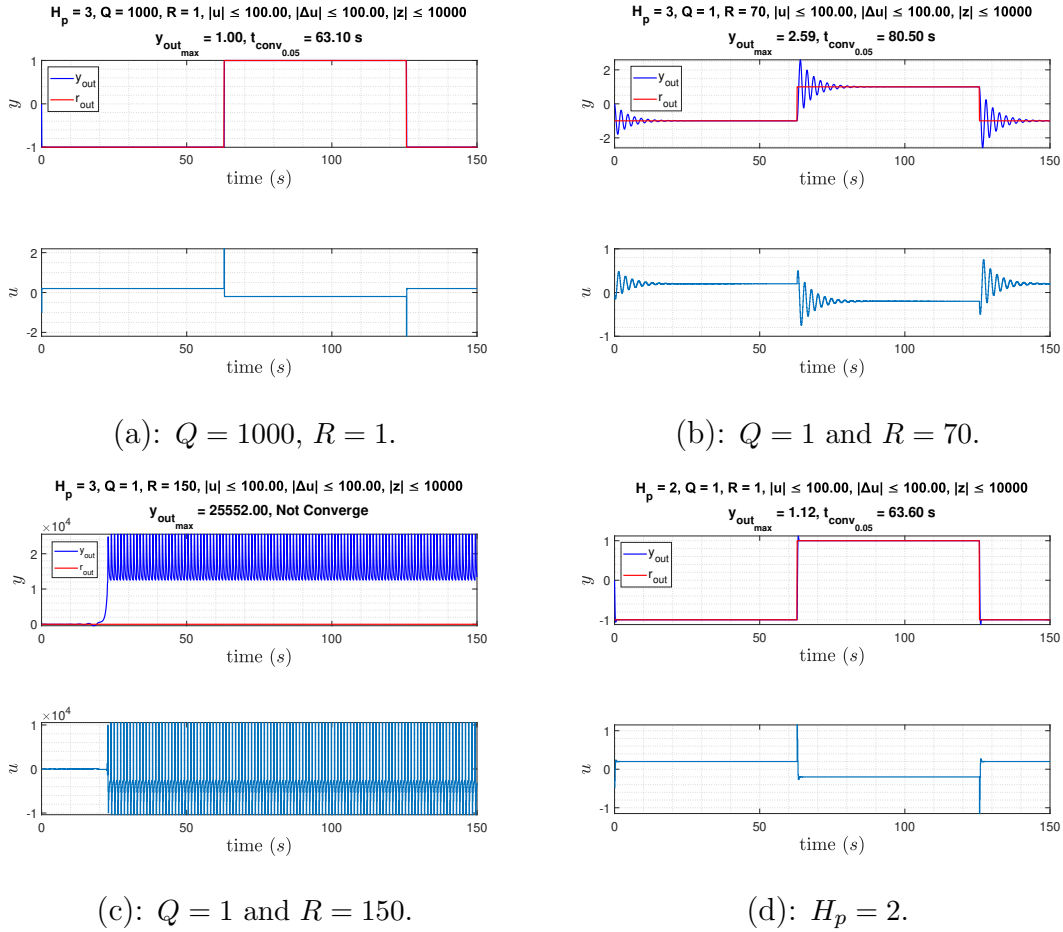 H_p = 3, Q = 1000, R = 1, |u| ≤ 100.00, |Δu| ≤ 100.00, |z| ≤ 10000
y_out_max = 1.00, t_conv_0.05 = 63.10 s
1
0
-1
y
y_out
r_out
0
50
100
150
time (s)
2
0
-2
u
0
50
100
150
time (s)
(a): Q = 1000, R = 1.
H_p = 3, Q = 1, R = 70, |u| ≤ 100.00, |Δu| ≤ 100.00, |z| ≤ 10000
y_out_max = 2.59, t_conv_0.05 = 80.50 s
2
0
-2
y
y_out
r_out
0
50
100
150
time (s)
1
0
-1
u
0
50
100
150
time (s)
(b): Q = 1 and R = 70.
H_p = 3, Q = 1, R = 150, |u| ≤ 100.00, |Δu| ≤ 100.00, |z| ≤ 10000
y_out_max = 25552.00, Not Converge
×10^4
2
1
0
y
y_out
r_out
0
50
100
150
time (s)
×10^4
1
0
-1
u
0
50
100
150
time (s)
(c): Q = 1 and R = 150.
H_p = 2, Q = 1, R = 1, |u| ≤ 100.00, |Δu| ≤ 100.00, |z| ≤ 10000
y_out_max = 1.12, t_conv_0.05 = 63.60 s
1
0
-1
y
y_out
r_out
0
50
100
150
time (s)
1
0
-1
u
0
50
100
150
time (s)
(d): H_p = 2.